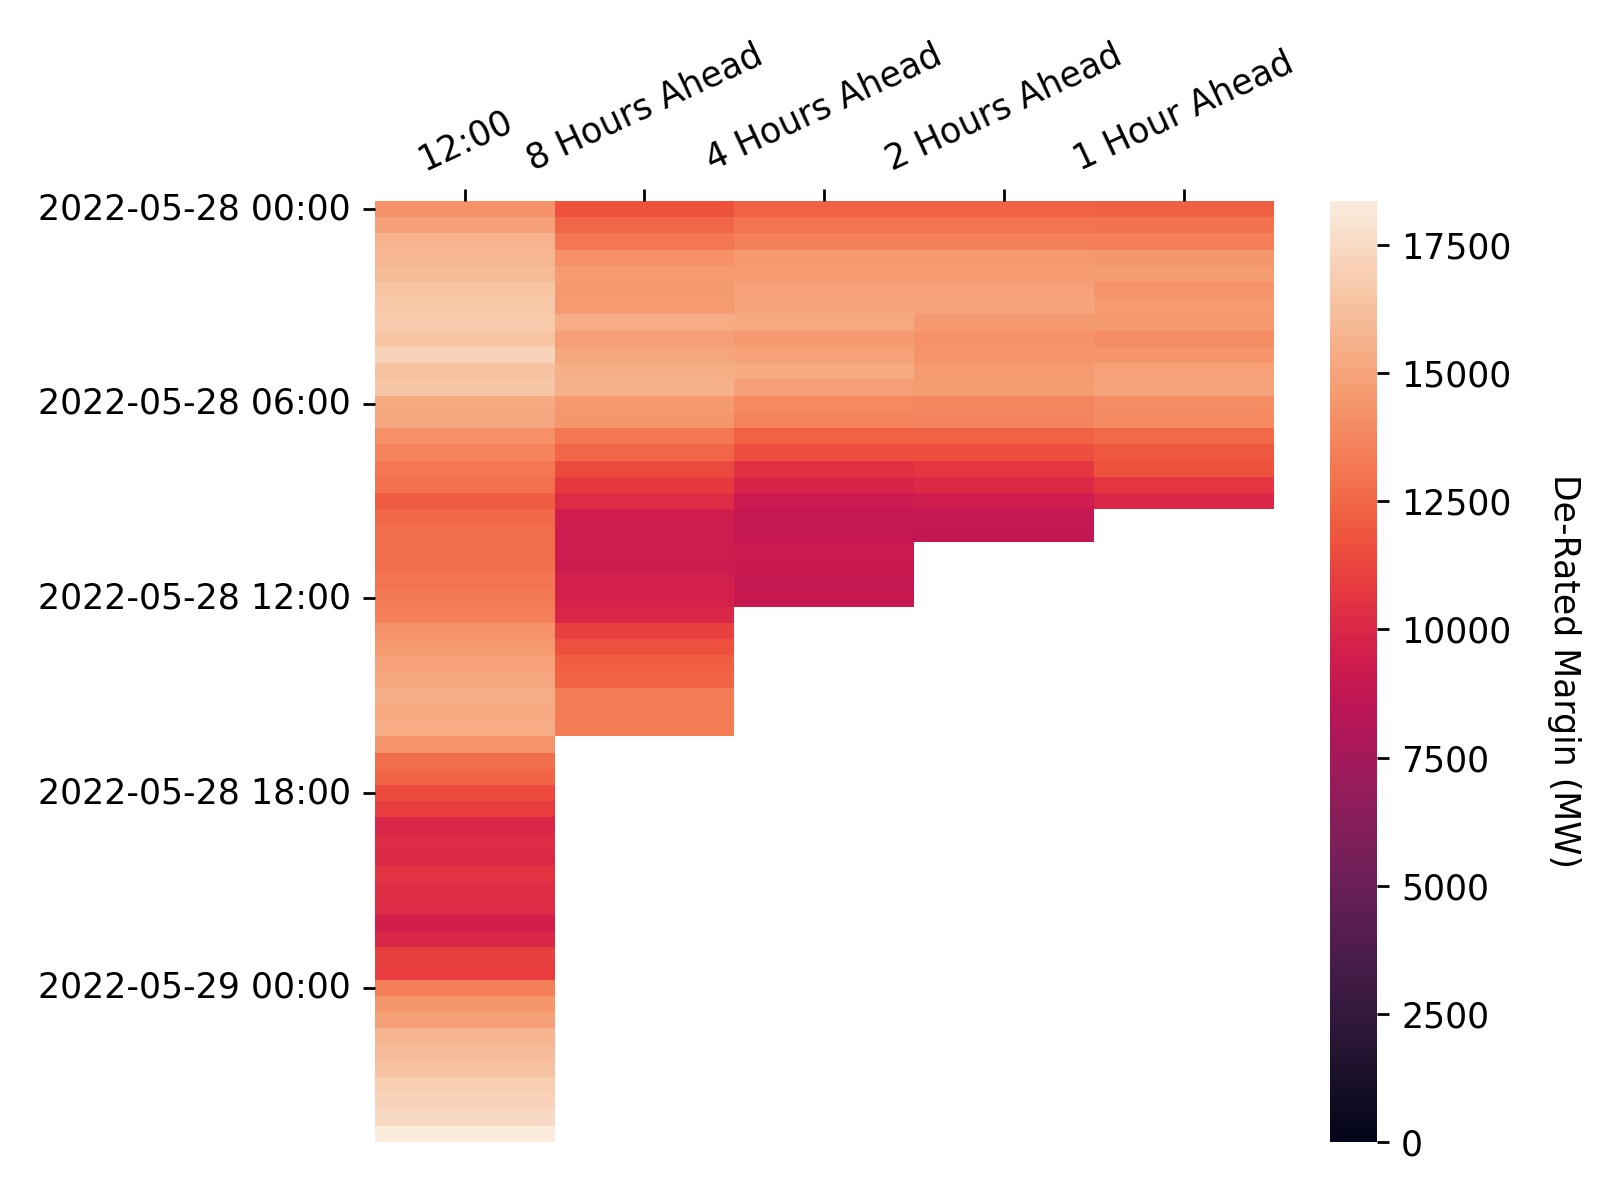 12:00
8 Hours Ahead
4 Hours Ahead
2 Hours Ahead
1 Hour Ahead
2022-05-28 00:00
2022-05-28 06:00
2022-05-28 12:00
2022-05-28 18:00
2022-05-29 00:00
17500
15000
12500
10000
7500
5000
2500
0
De-Rated Margin (MW)